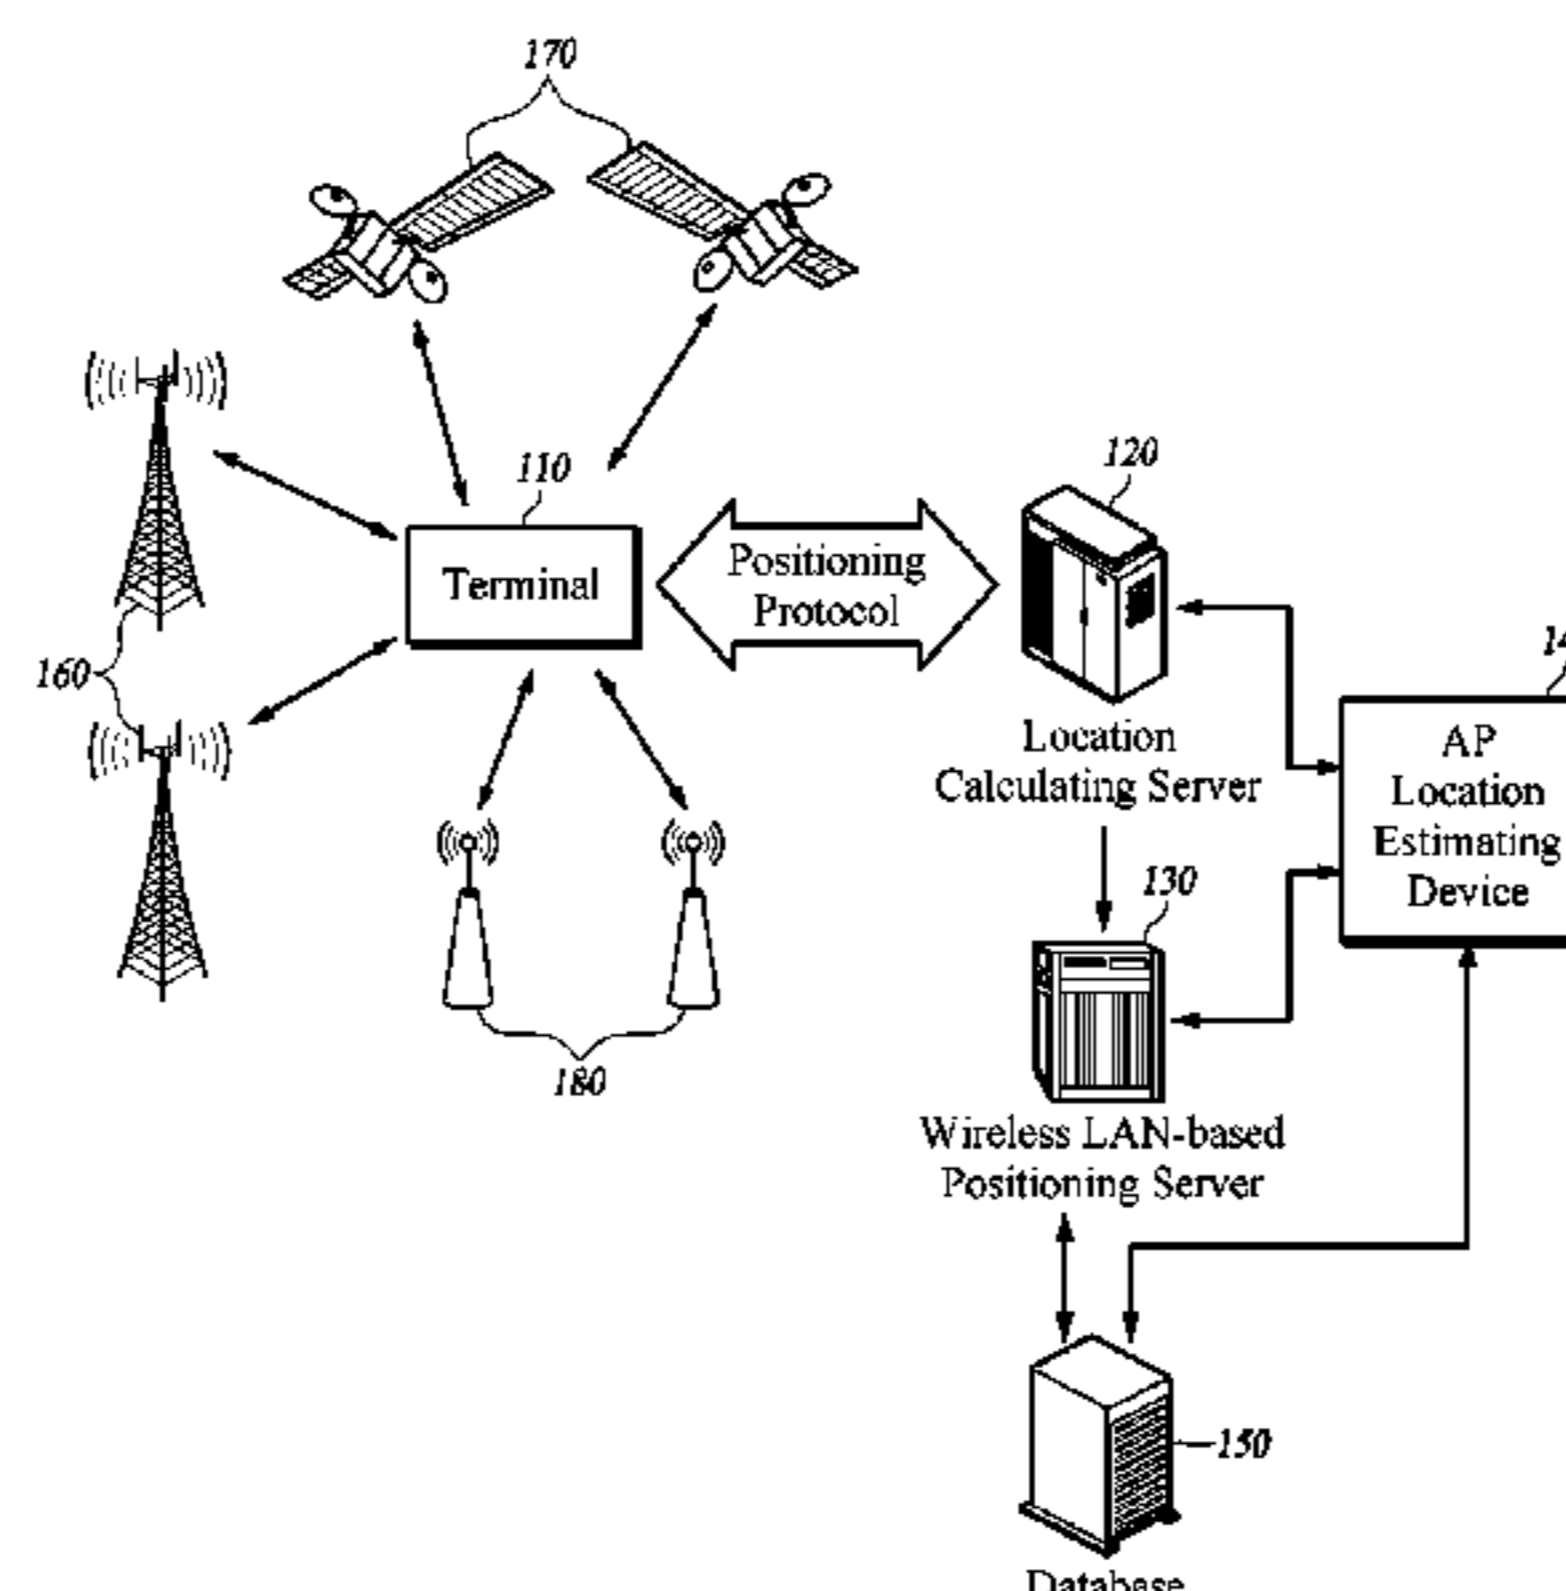 170
110
Terminal
Positioning
Protocol
120
160
Location
Calculating Server
AP
Location
Estimating
Device
130
180
Wireless LAN-based
Positioning Server
150
Database